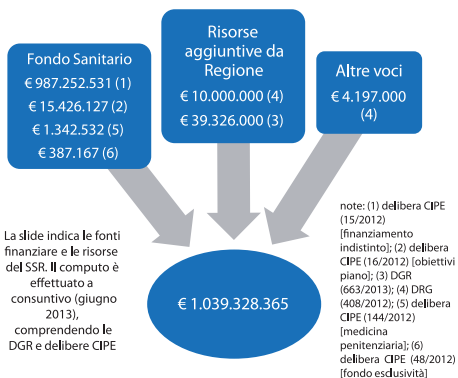 Fondo Sanitario
€ 987.252.531 (1)
€ 15.426.127 (2)
€ 1.342.532 (5)
€ 387.167 (6)
Risorse
aggiuntive da
Regione
€ 10.000.000 (4)
€ 39.326.000 (3)
Altre voci
€ 4.197.000
(4)
La slide indica le fonti
finanziare e le risorse
del SSR. Il computo è
effettuato a
consuntivo (giugno
2013),
comprendendo le
DGR e delibere CIPE
€ 1.039.328.365
note: (1) delibera CIPE
(15/2012)
[finanziamento
indistinto]; (2) delibera
CIPE (16/2012) [obiettivi
piano]; (3) DGR
(663/2013); (4) DRG
(408/2013); (5) delibera
CIPE (144/2012)
[medicina
penitenziaria]; (6)
delibera CIPE (48/2012)
[fondo esclusività]